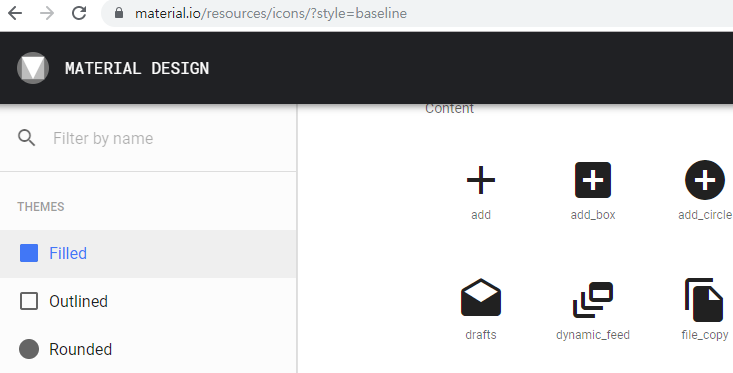 material.io/resources/icons/?style=baseline
MATERIAL DESIGN
Filter by name
THEMES
Filled
Outlined
Rounded
Content
add
add_box
add_circle
drafts
dynamic_feed
file_copy